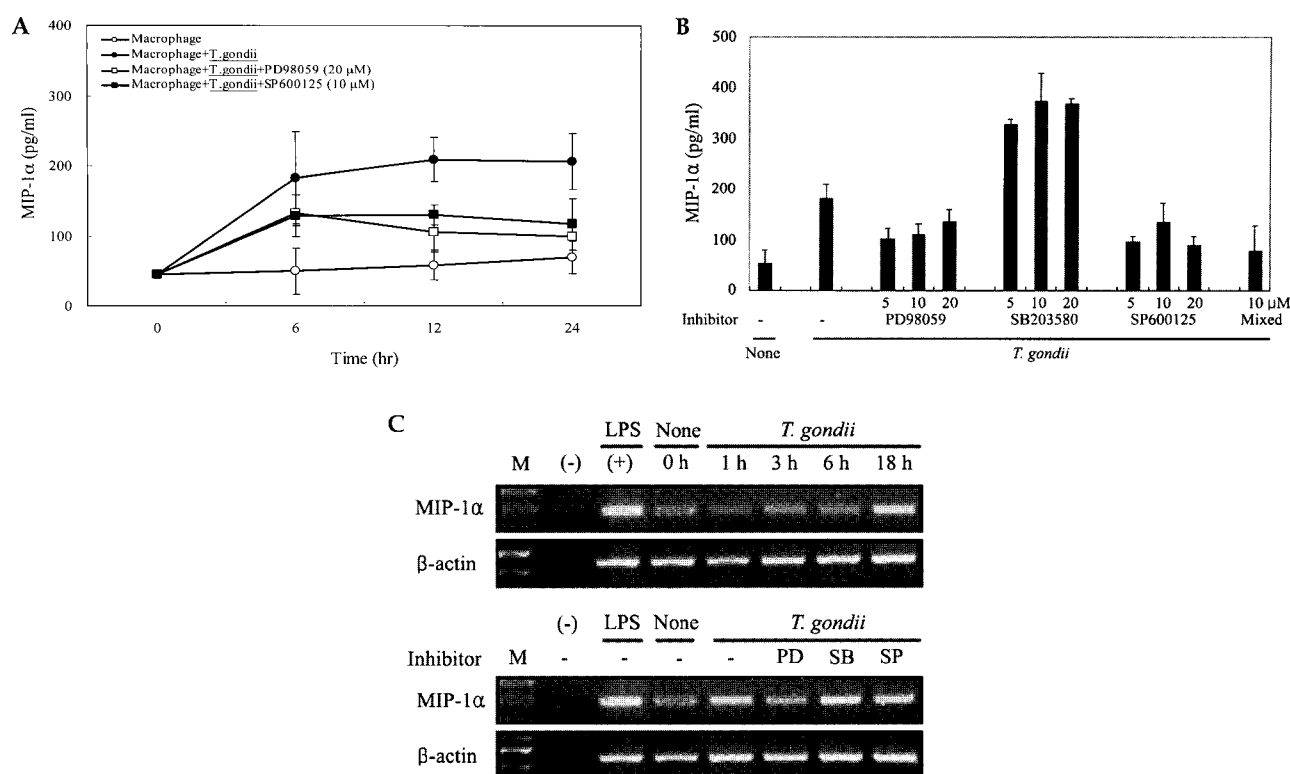 A
MIP-1α (pg/ml)
400
300
200
100
0
Macrophage
Macrophage+T.gondii
Macrophage+T.gondii+PD98059 (20 μM)
Macrophage+T.gondii+SP600125 (10 μM)
0 6 12 24
Time (hr)
B
MIP-1α (pg/ml)
500
400
300
200
100
0
5 10 20 5 10 20 5 10 20 10 μM
Inhibitor - - PD98059 SB203580 SP600125 Mixed
None T. gondii
C
LPS None T. gondii
M (-) (+) 0 h 1 h 3 h 6 h 18 h
MIP-1α
β-actin
(-) LPS None T. gondii
Inhibitor M - - - - PD SB SP
MIP-1α
β-actin